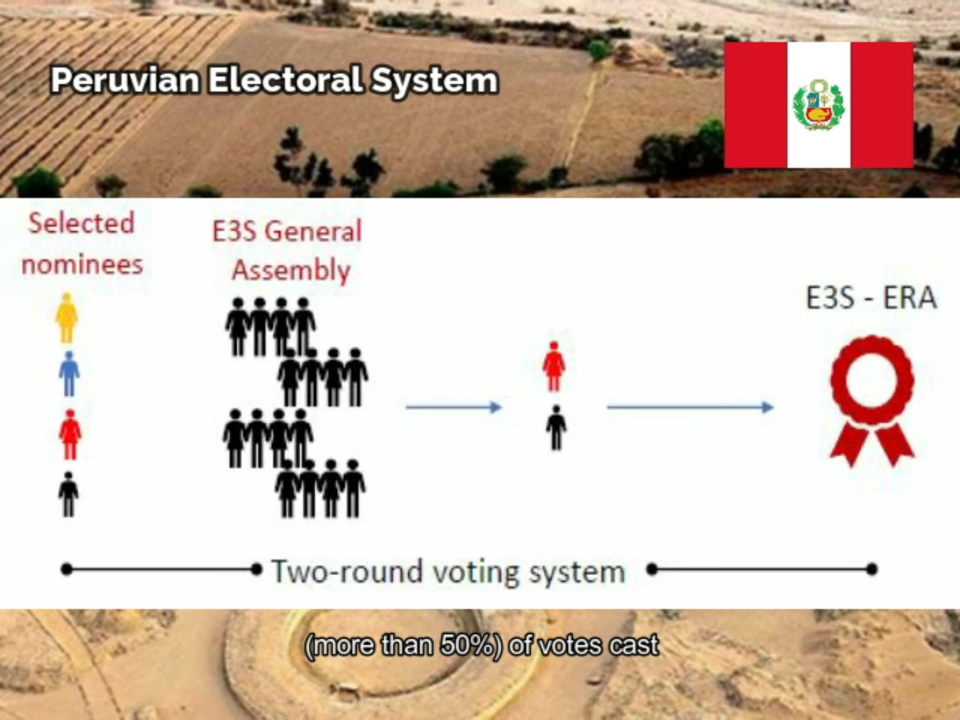 Peruvian Electoral System
Selected
nominees
E3S General
Assembly
E3S - ERA
Two-round voting system
(more than 50%) of votes cast